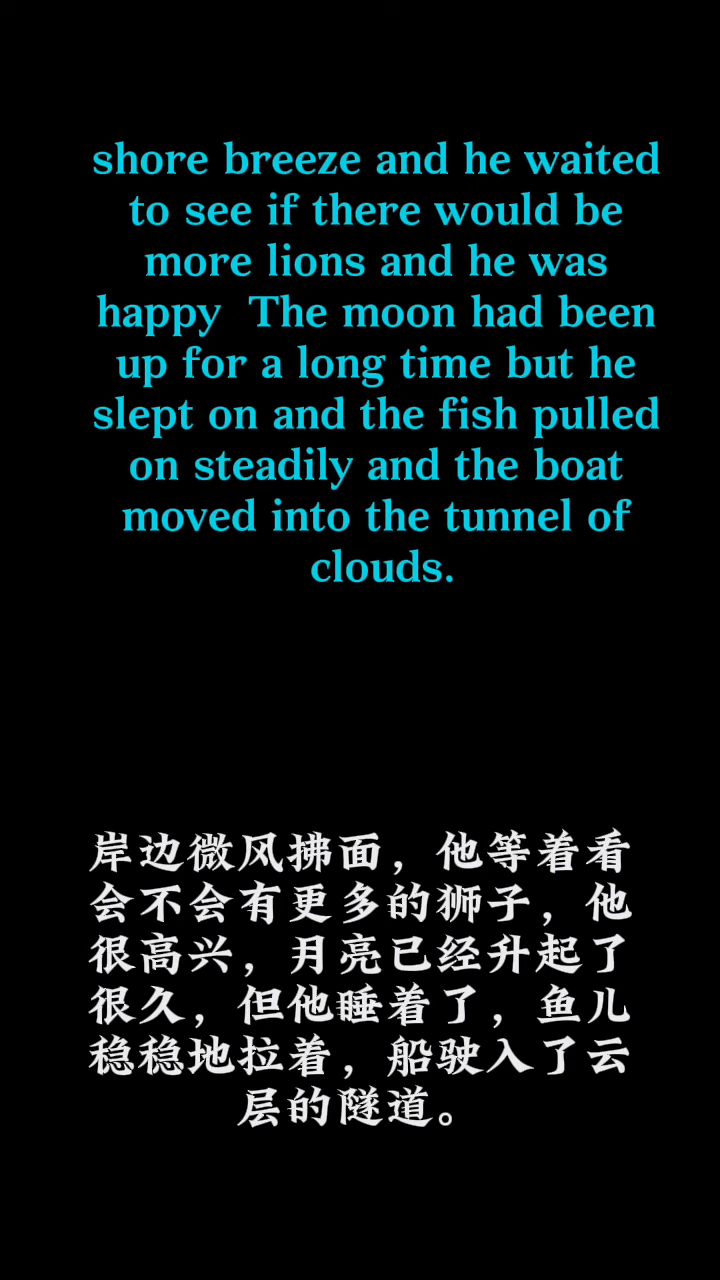 shore breeze and he waited
to see if there would be
more lions and he was
happy  The moon had been
up for a long time but he
slept on and the fish pulled
on steadily and the boat
moved into the tunnel of
clouds.
岸边微风拂面，他等着看
会不会有更多的狮子，他
很高兴，月亮已经升起了
很久，但他睡着了，鱼儿
稳稳地拉着，船驶入了云
层的隧道。